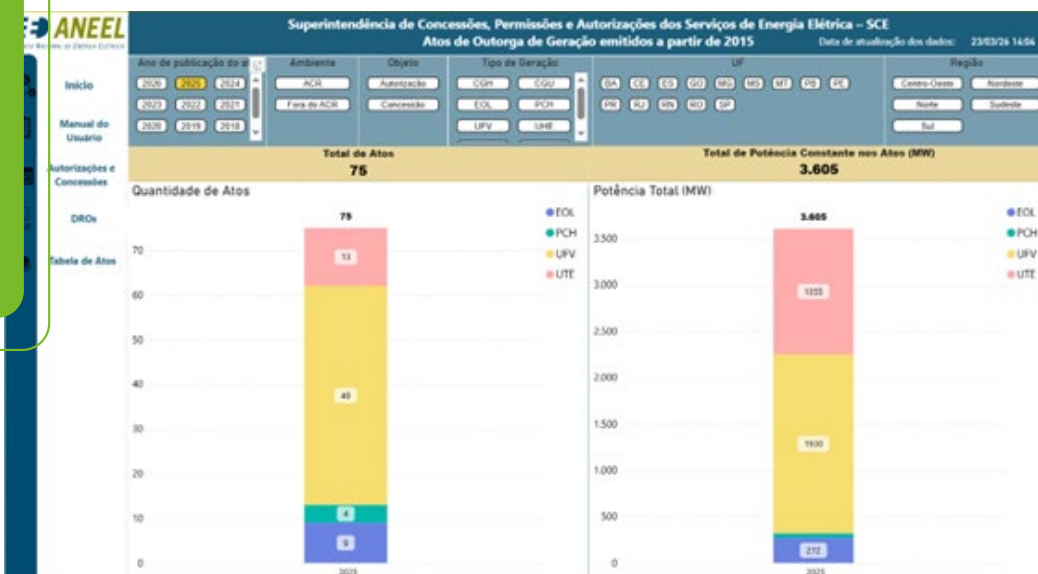 ANEEL
Superintendência de Concessões, Permissões e Autorizações dos Serviços de Energia Elétrica – SCE
Atos de Outorga de Geração emitidos a partir de 2015
Data de atualização dos dados: 23/03/26 14:04
Início
Manual do Usuário
Autorizações e Concessões
DROs
Tabela de Atos
Ano de publicação do at
2026 2025 2024
2023 2022 2021
2020 2019 2018
Ambiente
ACR
Fora do ACR
Objeto
Autorização
Concessão
Tipo de Geração
CGH CGU
EOL PCH
UFV UHE
UF
BA CE ES GO MG MS MT PB PE
PR RJ RN RO SP
Região
Centro-Oeste Nordeste
Norte Sudeste
Sul
Total de Atos
75
Total de Potência Constante nos Atos (MW)
3.605
Quantidade de Atos
75
EOL
PCH
UFV
UTE
70
60
50
40
30
20
10
0
13
49
4
9
2025
Potência Total (MW)
3.605
EOL
PCH
UFV
UTE
3.500
3.000
2.500
2.000
1.500
1.000
500
0
1355
1930
272
2025